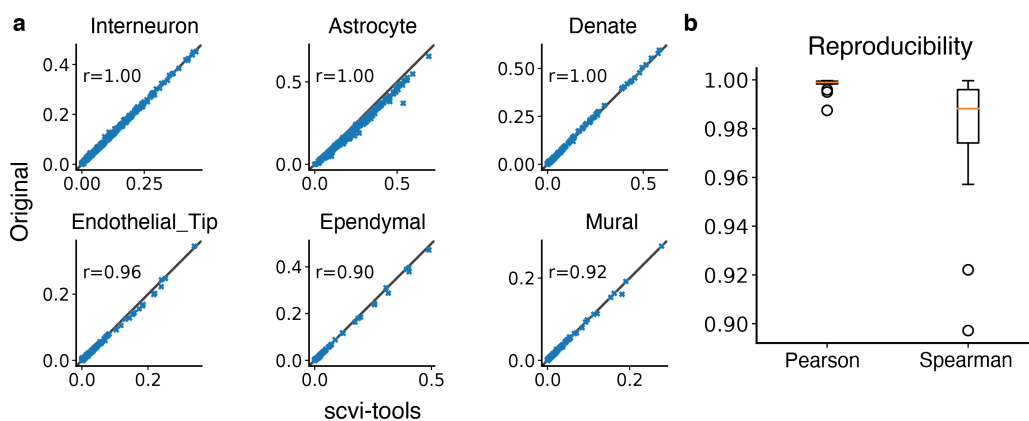 a
Interneuron
Astrocyte
Denate
b
Reproducibility
r=1.00
r=1.00
r=1.00
0.4
0.2
0.0
0.00
0.25
0.5
0.0
0.0
0.5
0.50
0.25
0.00
0.0
0.5
Original
Endothelial_Tip
Ependymal
Mural
r=0.96
r=0.90
r=0.92
0.2
0.0
0.0
0.2
0.4
0.2
0.0
0.0
0.5
0.2
0.0
0.0
0.2
scvi-tools
1.00
0.98
0.96
0.94
0.92
0.90
Pearson
Spearman